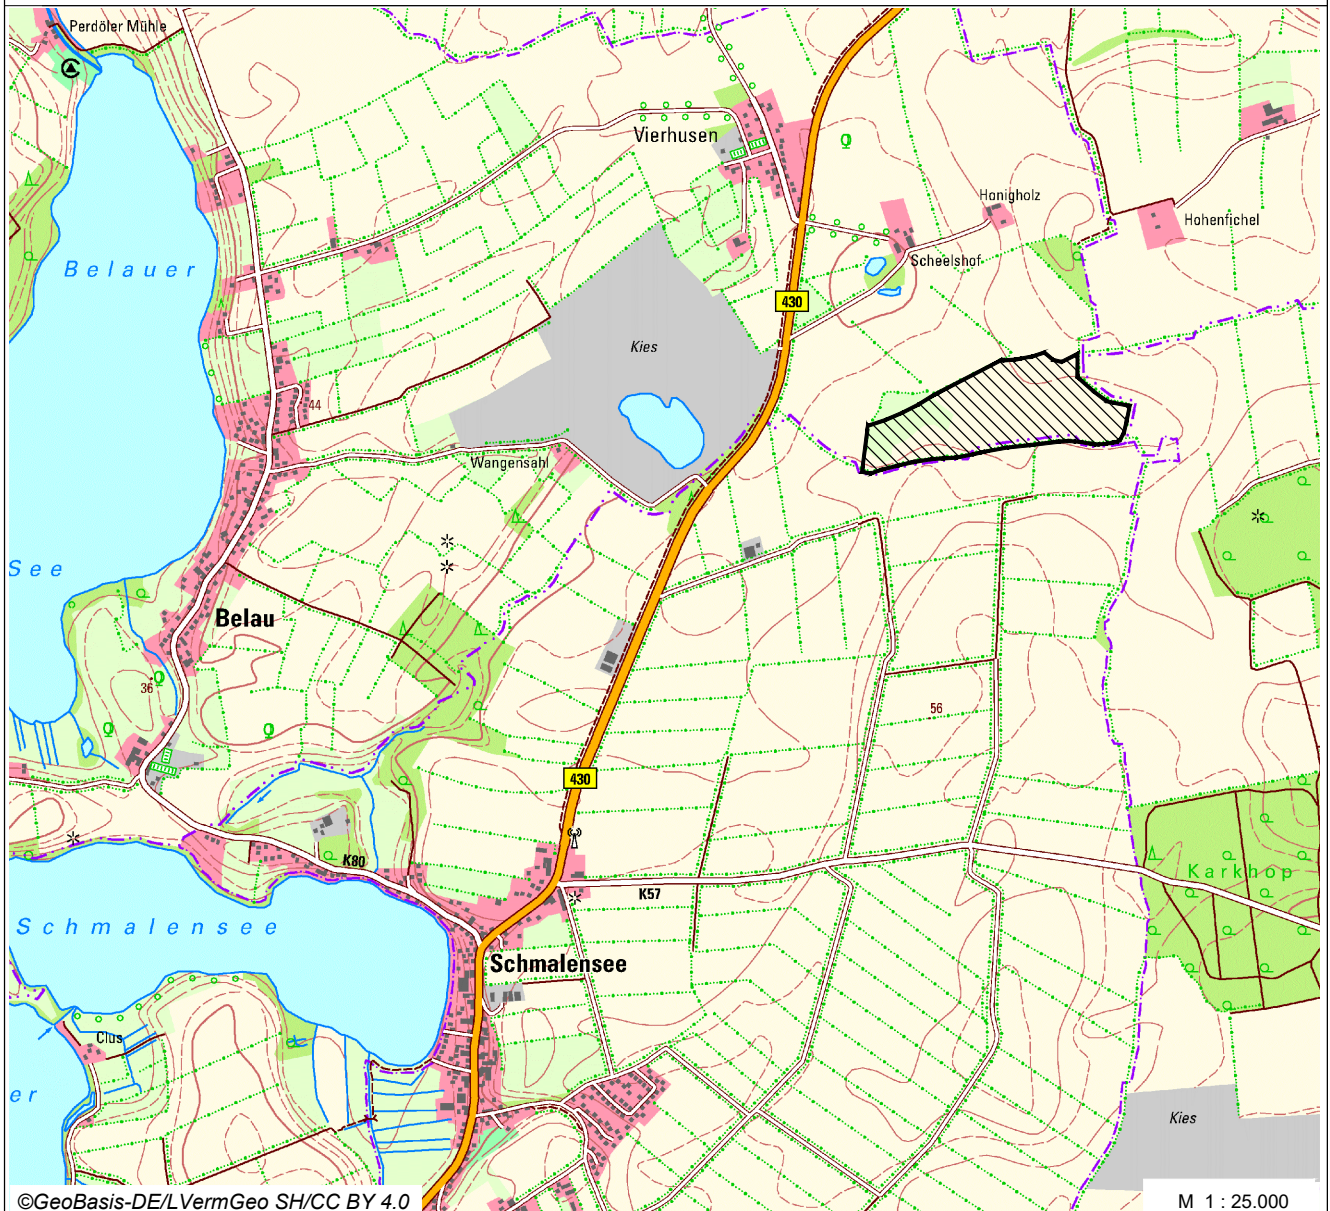 Perdöler Mühle
Vierhusen
Honigholz
Hohenfichel
Scheelshof
Belauer
430
Kies
44
Wangensahl
See
Belau
36
56
430
K80
K57
Karkhop
Schmalensee
Schmalensee
Clus
er
Kies
©GeoBasis-DE/LVermGeo SH/CC BY 4.0
M 1 : 25.000